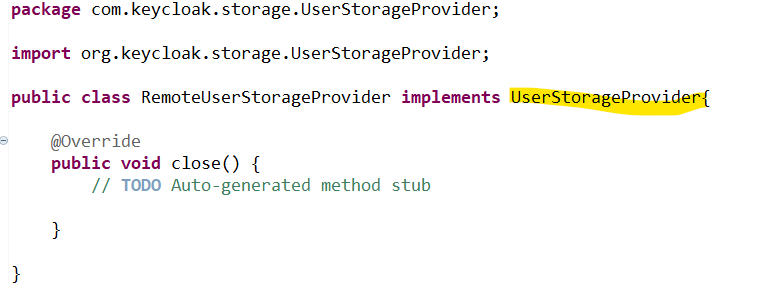 package com.keycloak.storage.UserStorageProvider;
import org.keycloak.storage.UserStorageProvider;
public class RemoteUserStorageProvider implements UserStorageProvider{
@Override
public void close() {
// TODO Auto-generated method stub
}
}